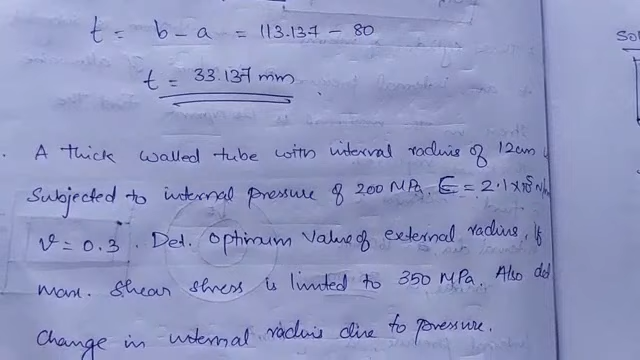 t = b - a = 113.137 - 80
t = 33.137 mm
A thick walled tube with internal radius of 12cm
Subjected to internal pressure of 200 MPa. E = 2.1 × 10⁵ N/
ν = 0.3. Det. optimum value of external radius, if
max. shear stress is limited to 350 MPa. Also det
change in internal radius due to pressure.